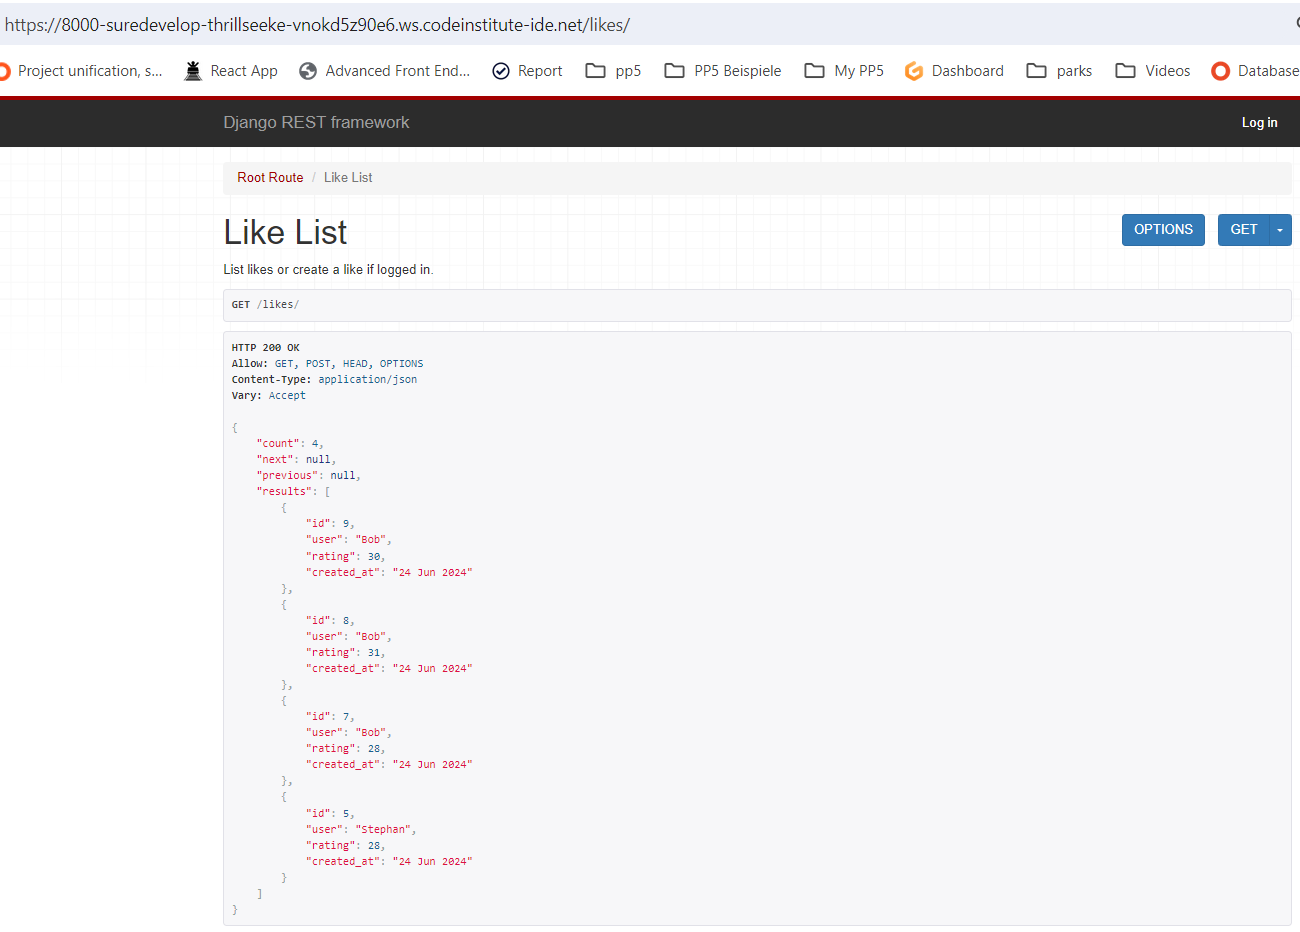 https://8000-suredevelop-thrillseeke-vnokd5z90e6.ws.codeinstitute-ide.net/likes/
Project unification, s... React App Advanced Front End... Report pp5 PP5 Beispiele My PP5 Dashboard parks Videos Database
Django REST framework Log in
Root Route / Like List
Like List OPTIONS GET
List likes or create a like if logged in.
GET /likes/
HTTP 200 OK
Allow: GET, POST, HEAD, OPTIONS
Content-Type: application/json
Vary: Accept
{
    "count": 4,
    "next": null,
    "previous": null,
    "results": [
        {
            "id": 9,
            "user": "Bob",
            "rating": 30,
            "created_at": "24 Jun 2024"
        },
        {
            "id": 8,
            "user": "Bob",
            "rating": 31,
            "created_at": "24 Jun 2024"
        },
        {
            "id": 7,
            "user": "Bob",
            "rating": 28,
            "created_at": "24 Jun 2024"
        },
        {
            "id": 5,
            "user": "Stephan",
            "rating": 28,
            "created_at": "24 Jun 2024"
        }
    ]
}